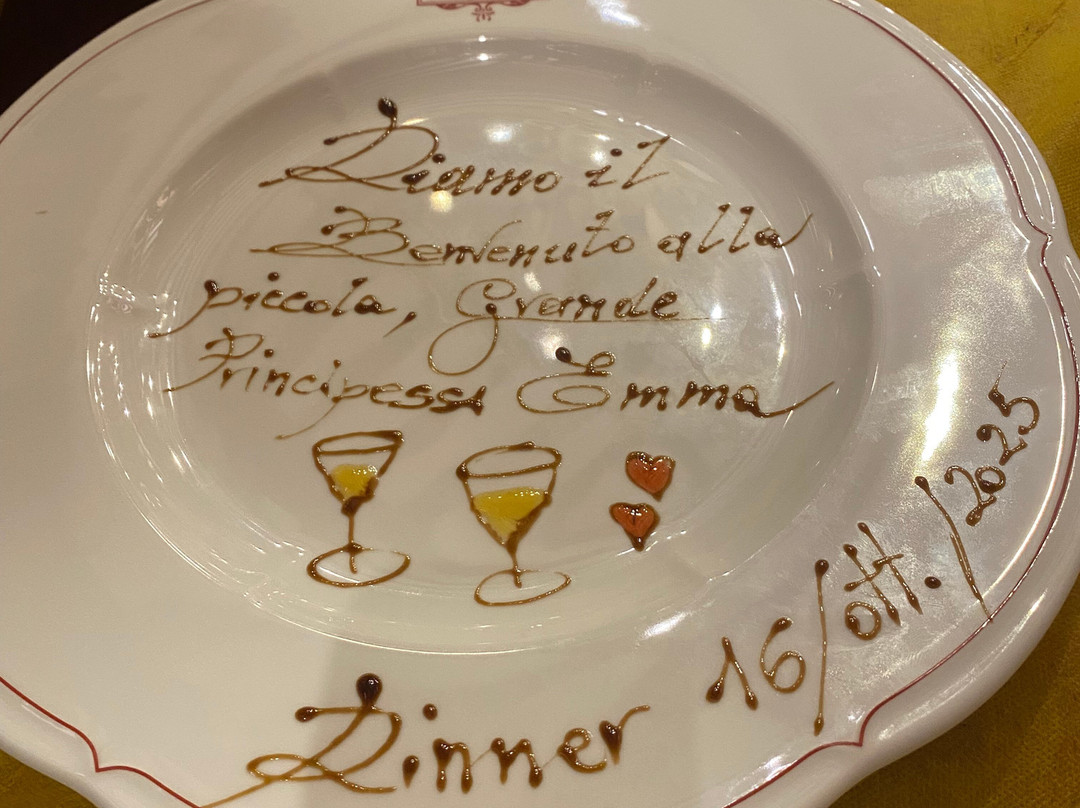 Diamo il
Benvenuto alla
piccola, Grande
Principessa Emma
Dinner
16/ott./2025